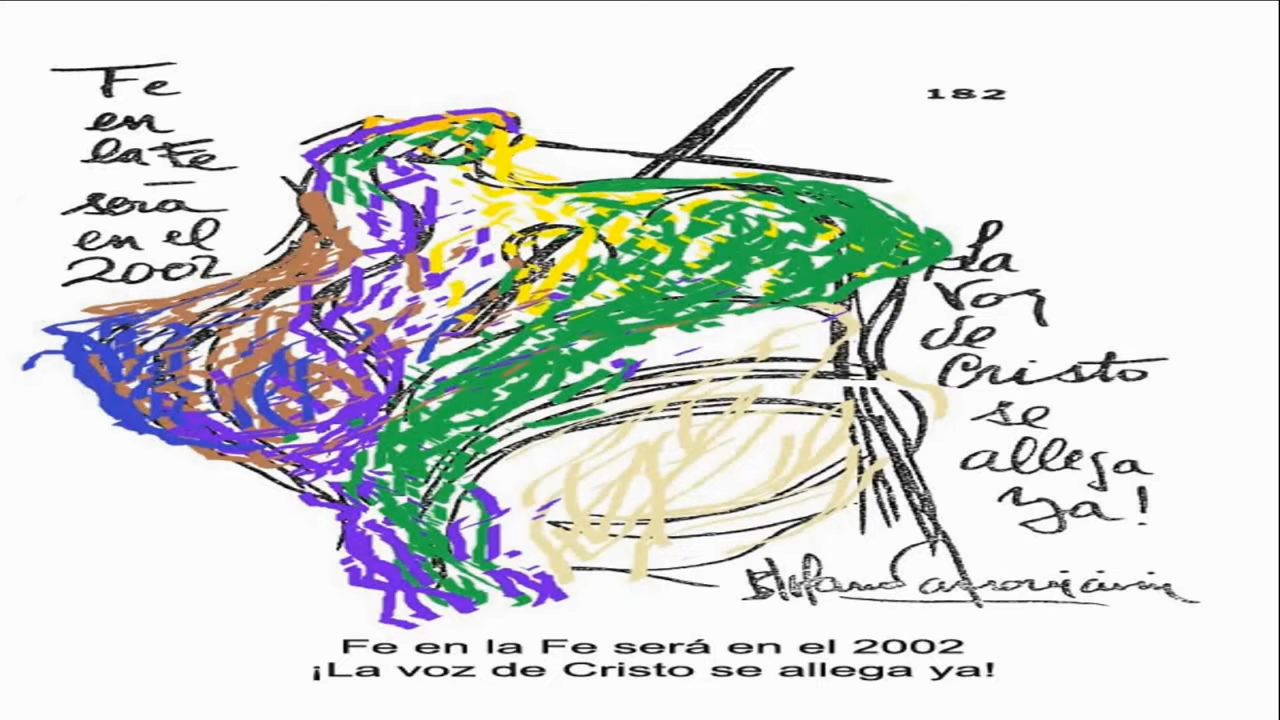 Fe
en
la Fe
será
en el
2002
182
La
Voz
de
Cristo
se
allega
ya!
Fe en la Fe será en el 2002
¡La voz de Cristo se allega ya!